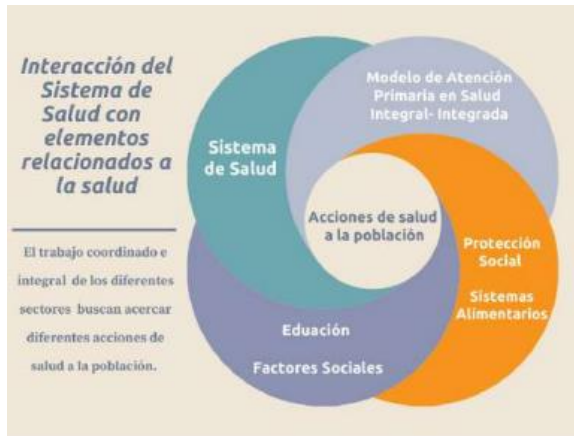 Interacción del
Sistema de
Salud con
elementos
relacionados a
la salud
El trabajo coordinado e
integral de los diferentes
sectores buscan acercar
diferentes acciones de
salud a la población.
Modelo de Atención
Primaria en Salud
Integral- Integrada
Sistema
de Salud
Acciones de salud
a la población
Protección
Social
Sistemas
Alimentarios
Eduación
Factores Sociales